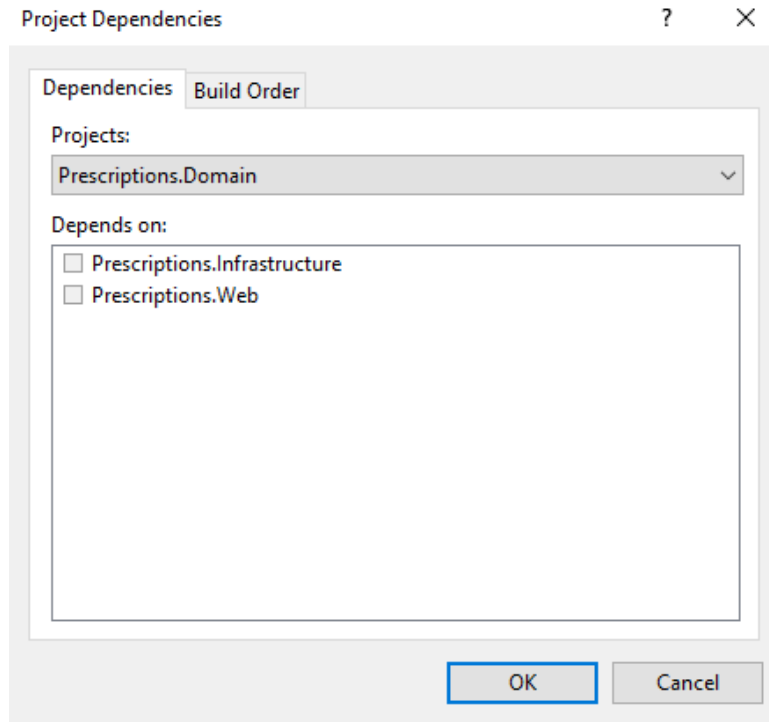 Project Dependencies ?
Dependencies Build Order
Projects:
Prescriptions.Domain
Depends on:
Prescriptions.Infrastructure
Prescriptions.Web
OK Cancel